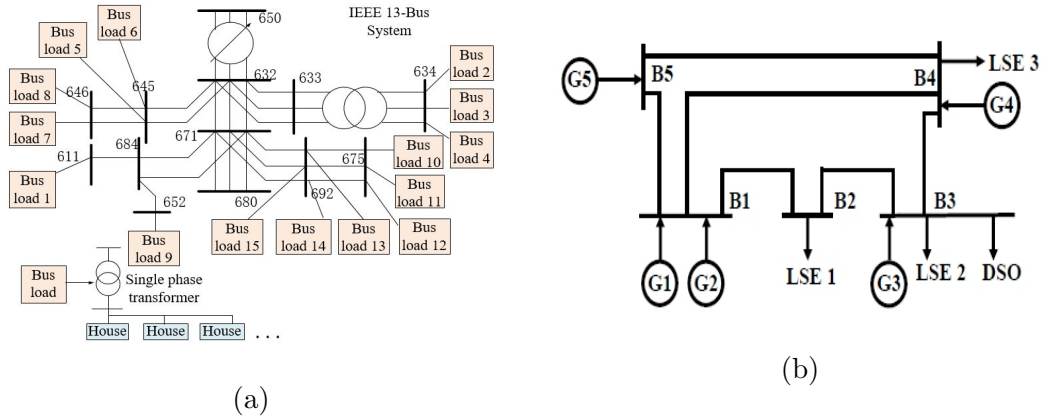 Bus
load 6
Bus
load 5
Bus
load 8
Bus
load 7
Bus
load 1
646
645
611
684
652
Bus
load 9
650
632
633
634
671
680
692
675
IEEE 13-Bus
System
Bus
load 2
Bus
load 3
Bus
load 4
Bus
load 10
Bus
load 11
Bus
load 12
Bus
load 13
Bus
load 14
Bus
load 15
Bus
load
Single phase
transformer
House
House
House
...
(a)
G5
B5
B4
LSE 3
G4
B1
B2
B3
G1
G2
LSE 1
G3
LSE 2
DSO
(b)